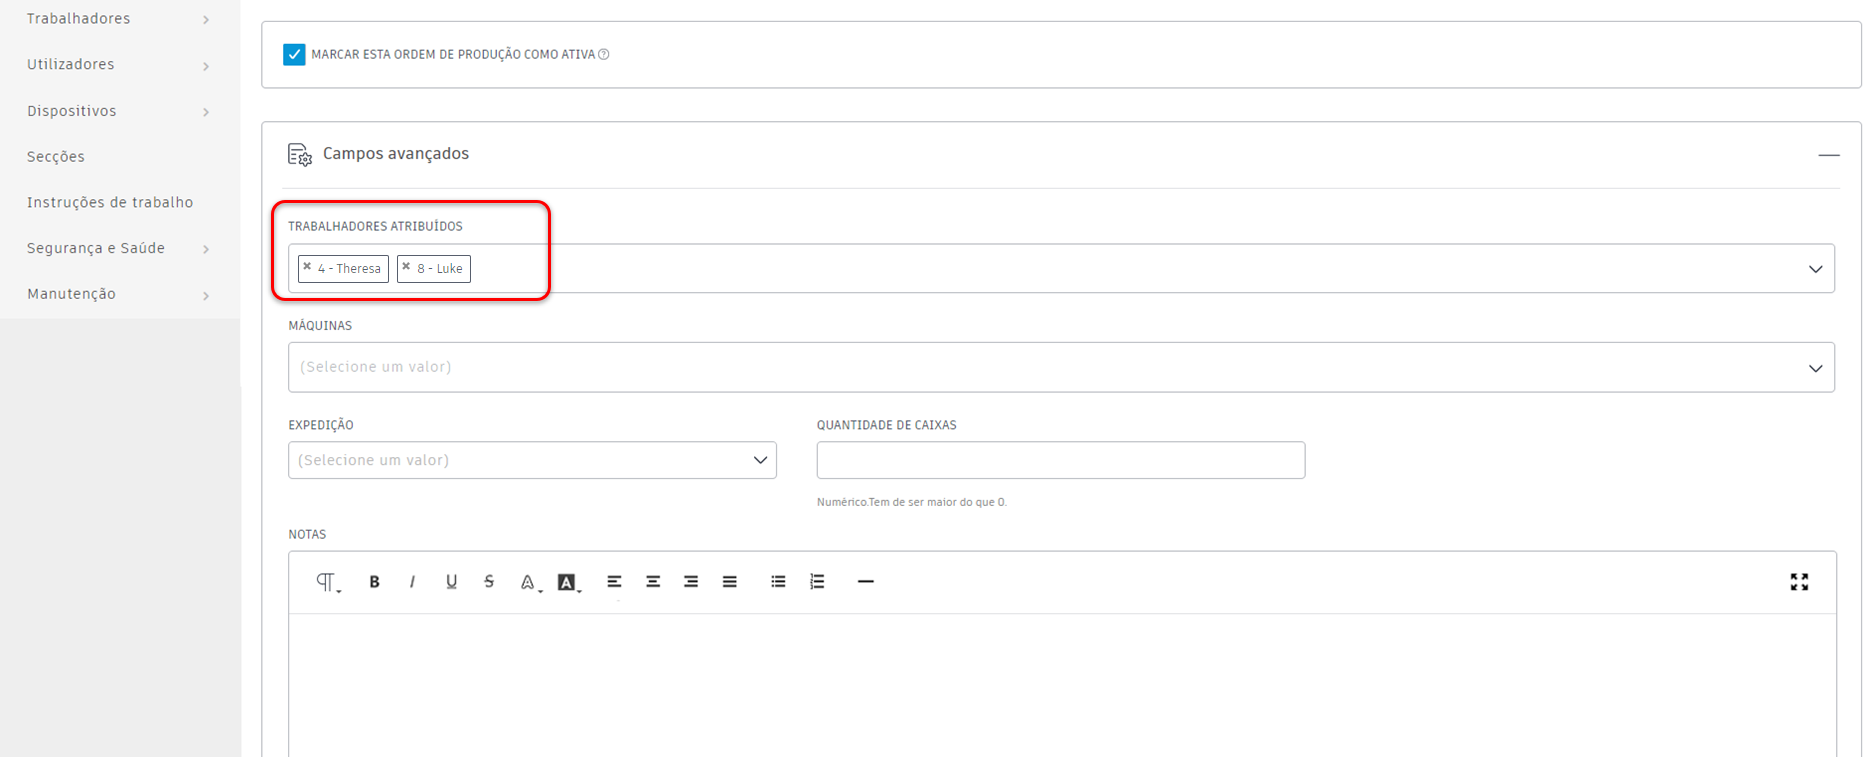 Trabalhadores
Utilizadores
Dispositivos
Secções
Instruções de trabalho
Segurança e Saúde
Manutenção
MARCAR ESTA ORDEM DE PRODUÇÃO COMO ATIVA
Campos avançados
TRABALHADORES ATRIBUÍDOS
4 - Theresa
8 - Luke
MÁQUINAS
(Selecione um valor)
EXPEDIÇÃO
(Selecione um valor)
QUANTIDADE DE CAIXAS
Numérico.Tem de ser maior do que 0.
NOTAS